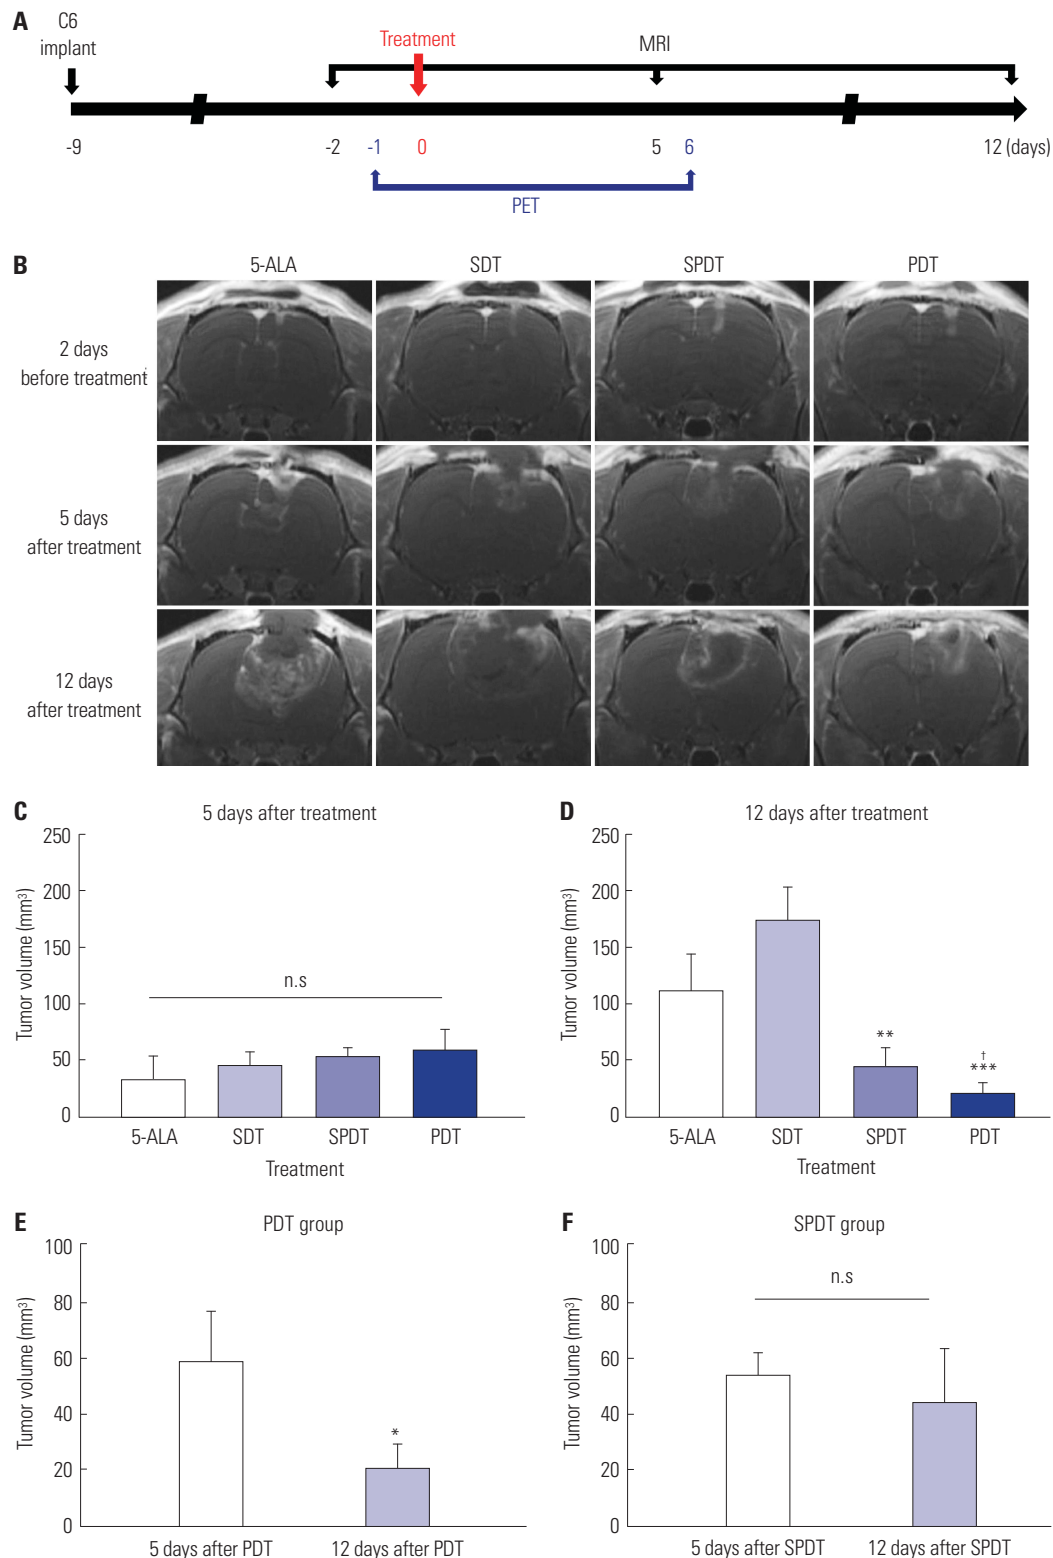 A
C6
implant
Treatment
MRI
-9
-2
-1
0
5
6
12 (days)
PET
B
5-ALA
SDT
SPDT
PDT
2 days
before treatment
5 days
after treatment
12 days
after treatment
C
5 days after treatment
Tumor volume (mm³)
250
200
150
100
50
0
n.s
5-ALA
SDT
SPDT
PDT
Treatment
D
12 days after treatment
Tumor volume (mm³)
250
200
150
100
50
0
**
†
***
5-ALA
SDT
SPDT
PDT
Treatment
E
PDT group
Tumor volume (mm³)
100
80
60
40
20
0
*
5 days after PDT
12 days after PDT
F
SPDT group
Tumor volume (mm³)
100
80
60
40
20
0
n.s
5 days after SPDT
12 days after SPDT